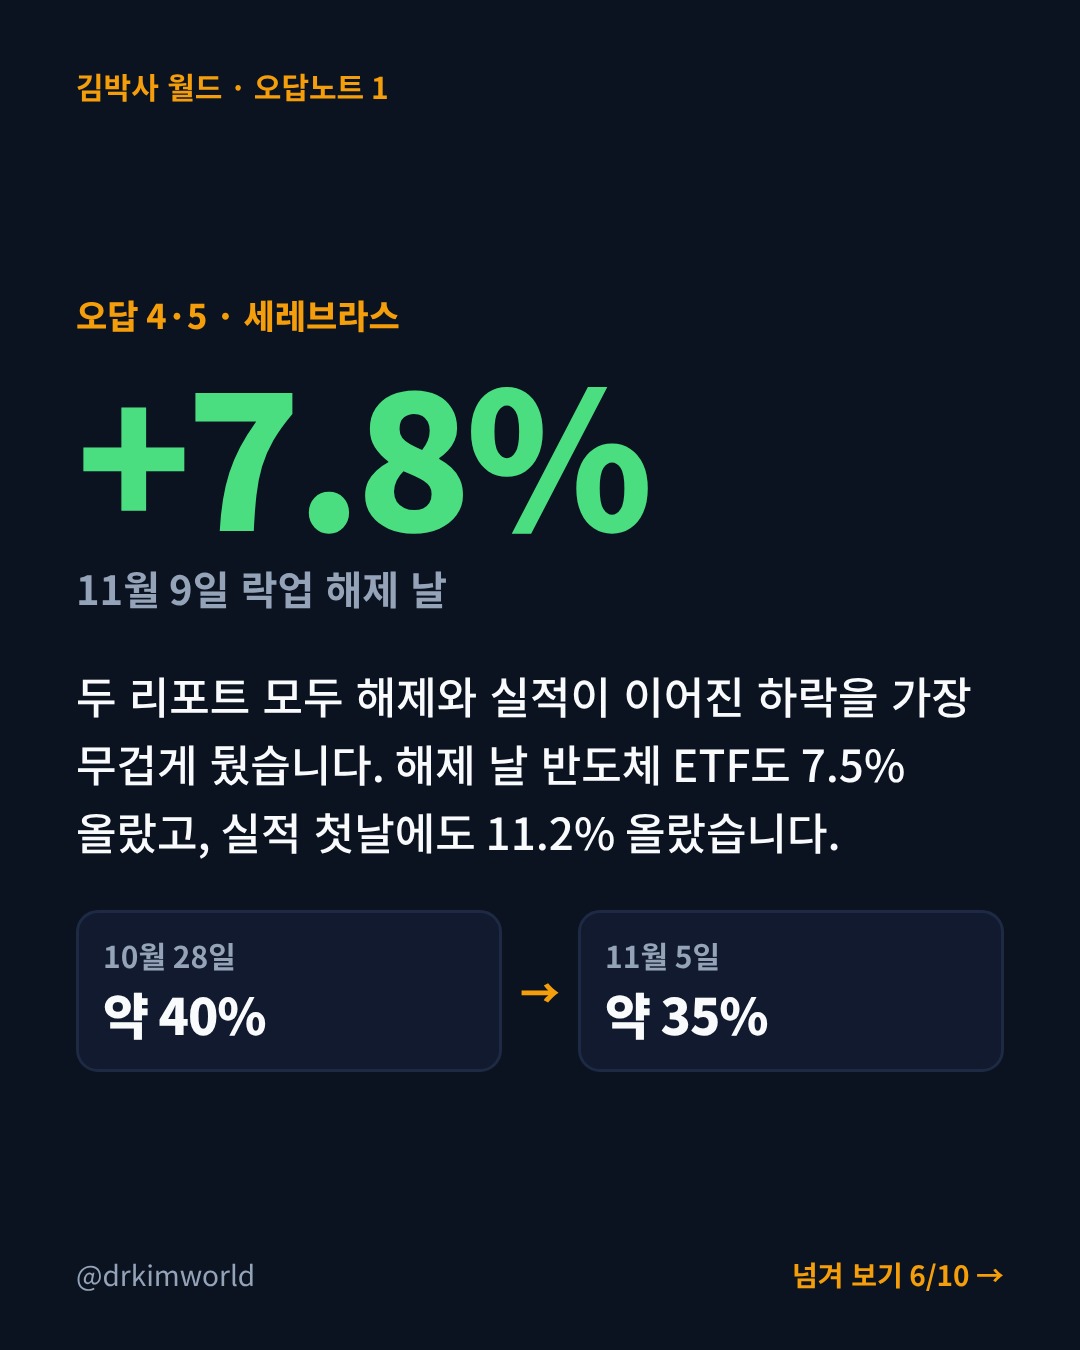 김박사 월드 · 오답노트 1
오답 4·5 · 세레브라스
+7.8%
11월 9일 락업 해제 날
두 리포트 모두 해제와 실적이 이어진 하락을 가장
무겁게 뒀습니다. 해제 날 반도체 ETF도 7.5%
올랐고, 실적 첫날에도 11.2% 올랐습니다.
10월 28일
약 40%
→
11월 5일
약 35%
@drkimworld
넘겨 보기 6/10 →